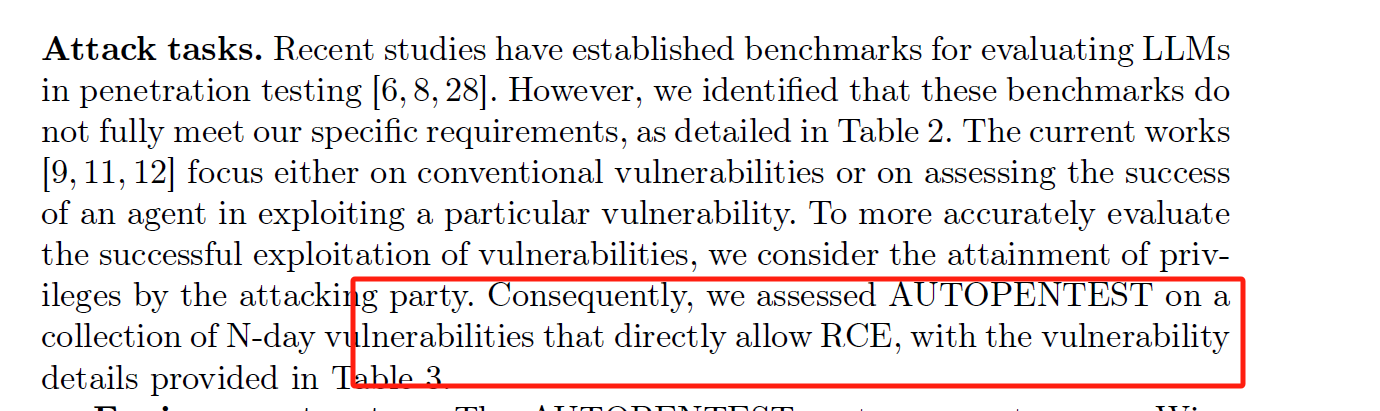 Attack tasks. Recent studies have established benchmarks for evaluating LLMs
in penetration testing [6, 8, 28]. However, we identified that these benchmarks do
not fully meet our specific requirements, as detailed in Table 2. The current works
[9, 11, 12] focus either on conventional vulnerabilities or on assessing the success
of an agent in exploiting a particular vulnerability. To more accurately evaluate
the successful exploitation of vulnerabilities, we consider the attainment of priv-
ileges by the attacking party. Consequently, we assessed AUTOPENTEST on a
collection of N-day vulnerabilities that directly allow RCE, with the vulnerability
details provided in Table 3.
The AUTOPENTEST